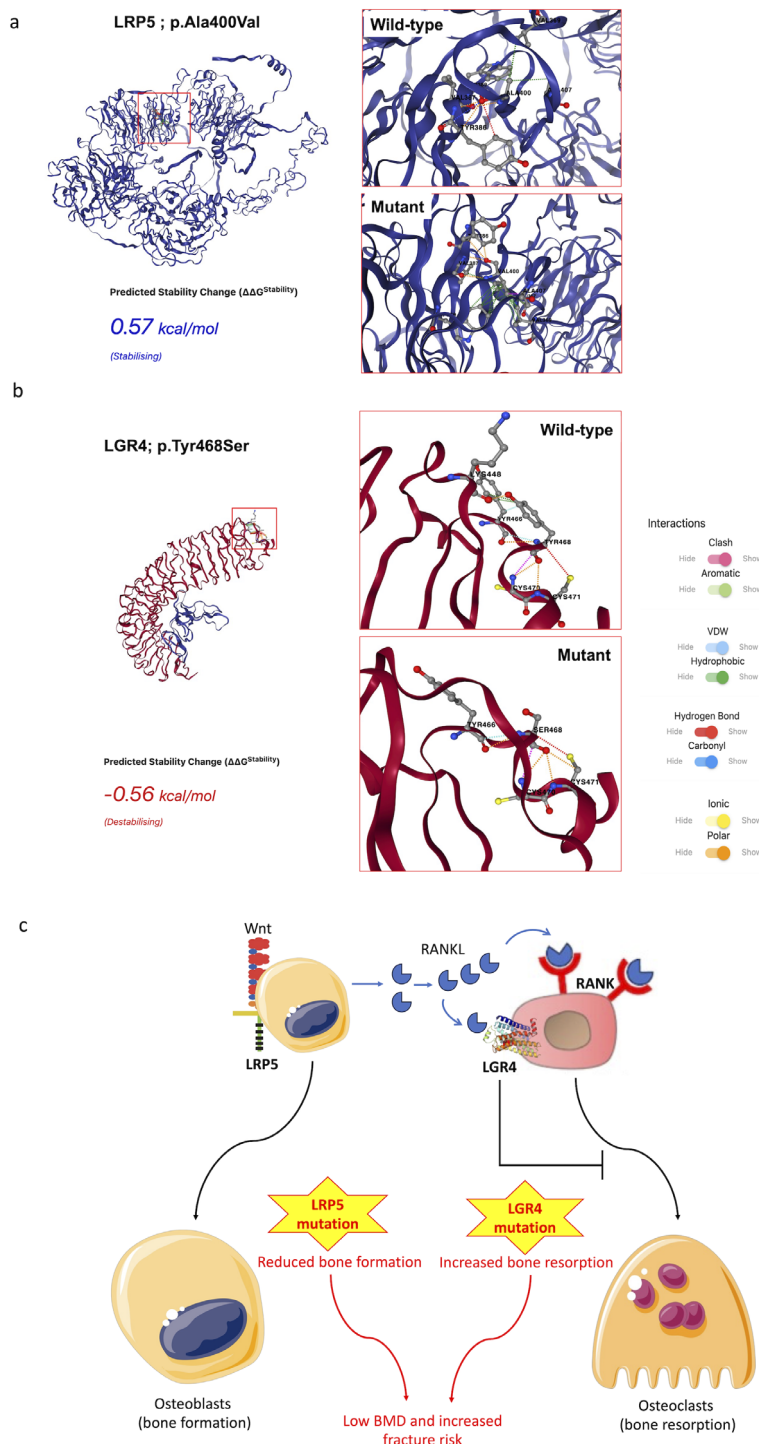 a
LRP5 ; p.Ala400Val
Predicted Stability Change (ΔΔG^Stability)
0.57 kcal/mol
(Stabilising)
Wild-type
ALA400
407
TYR386
Mutant
VAL400
b
LGR4; p.Tyr468Ser
Predicted Stability Change (ΔΔG^Stability)
-0.56 kcal/mol
(Destabilising)
Wild-type
LYS448
TYR466
TYR468
CYS470
CYS471
Mutant
TYR466
SER468
CYS470
CYS471
Interactions
Clash
Hide Show
Aromatic
Hide Show
VDW
Hide Show
Hydrophobic
Hide Show
Hydrogen Bond
Hide Show
Carbonyl
Hide Show
Ionic
Hide Show
Polar
Hide Show
c
Wnt
LRP5
RANKL
RANK
LGR4
LRP5
mutation
Reduced bone formation
LGR4
mutation
Increased bone resorption
Osteoblasts
(bone formation)
Low BMD and increased
fracture risk
Osteoclasts
(bone resorption)